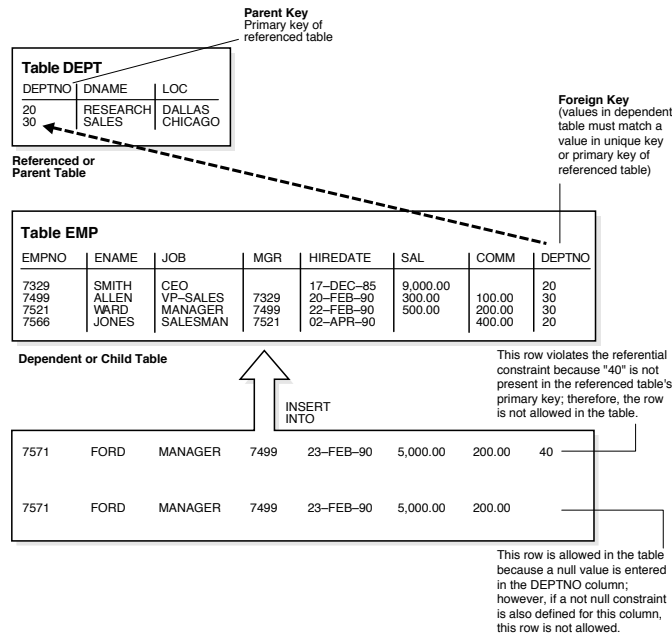 Parent Key
Primary key of
referenced table
Table DEPT
DEPTNO DNAME LOC
20 RESEARCH DALLAS
30 SALES CHICAGO
Referenced or
Parent Table
Foreign Key
(values in dependent
table must match a
value in unique key
or primary key of
referenced table)
Table EMP
EMPNO ENAME JOB MGR HIREDATE SAL COMM DEPTNO
7329 SMITH CEO 17–DEC–85 9,000.00 20
7499 ALLEN VP–SALES 7329 20–FEB–90 300.00 100.00 30
7521 WARD MANAGER 7499 22–FEB–90 500.00 200.00 30
7566 JONES SALESMAN 7521 02–APR–90 400.00 20
Dependent or Child Table
This row violates the referential
constraint because "40" is not
present in the referenced table's
primary key; therefore, the row
is not allowed in the table.
INSERT
INTO
7571 FORD MANAGER 7499 23–FEB–90 5,000.00 200.00 40
7571 FORD MANAGER 7499 23–FEB–90 5,000.00 200.00
This row is allowed in the table
because a null value is entered
in the DEPTNO column;
however, if a not null constraint
is also defined for this column,
this row is not allowed.